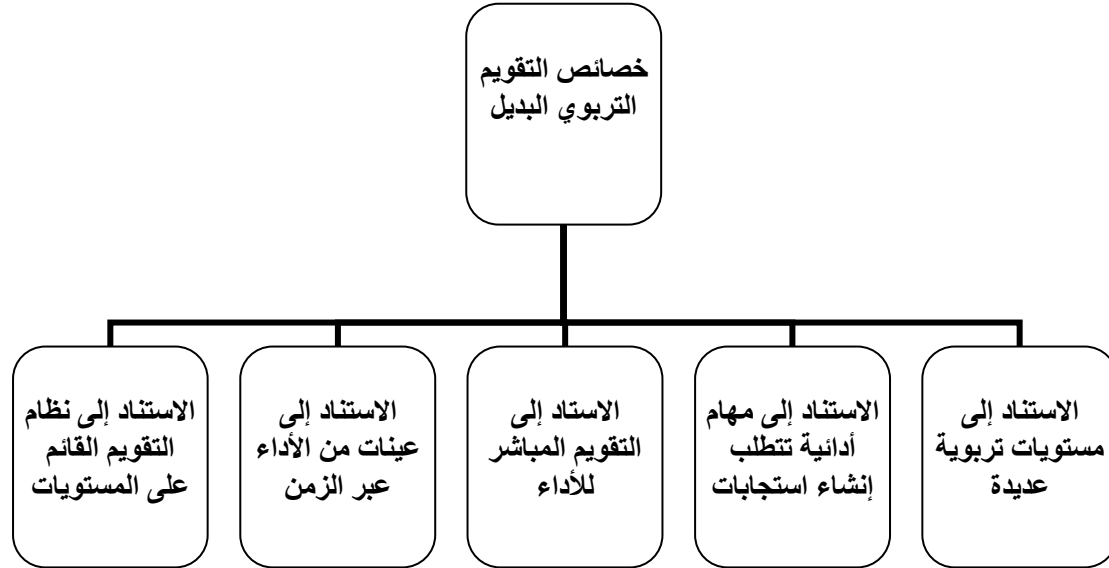 خصائص التقويم
التربوي البديل
الاستناد إلى
مستويات تربوية
عديدة
الاستناد إلى مهام
أدائية تتطلب
إنشاء استجابات
الاستاد إلى
التقويم المباشر
للأداء
الاستناد إلى
عينات من الأداء
عبر الزمن
الاستناد إلى نظام
التقويم القائم
على المستويات